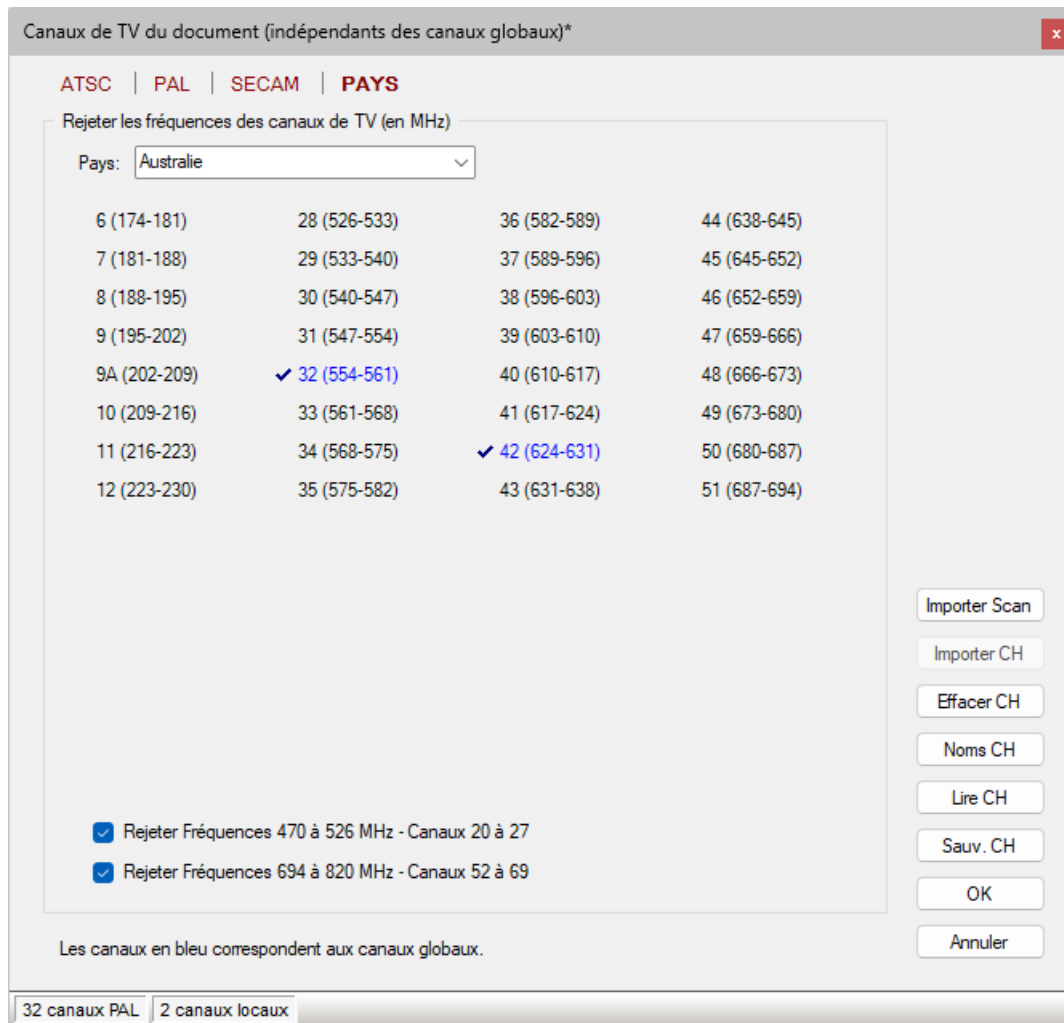 Canaux de TV du document (indépendants des canaux globaux)*
x
ATSC | PAL | SECAM | PAYS
Rejeter les fréquences des canaux de TV (en MHz)
Pays: Australie
6 (174-181) 28 (526-533) 36 (582-589) 44 (638-645)
7 (181-188) 29 (533-540) 37 (589-596) 45 (645-652)
8 (188-195) 30 (540-547) 38 (596-603) 46 (652-659)
9 (195-202) 31 (547-554) 39 (603-610) 47 (659-666)
9A (202-209) ✓ 32 (554-561) 40 (610-617) 48 (666-673)
10 (209-216) 33 (561-568) 41 (617-624) 49 (673-680)
11 (216-223) 34 (568-575) ✓ 42 (624-631) 50 (680-687)
12 (223-230) 35 (575-582) 43 (631-638) 51 (687-694)
Importer Scan
Importer CH
Effacer CH
Noms CH
Lire CH
Sauv. CH
OK
Annuler
Rejeter Fréquences 470 à 526 MHz - Canaux 20 à 27
Rejeter Fréquences 694 à 820 MHz - Canaux 52 à 69
Les canaux en bleu correspondent aux canaux globaux.
32 canaux PAL 2 canaux locaux